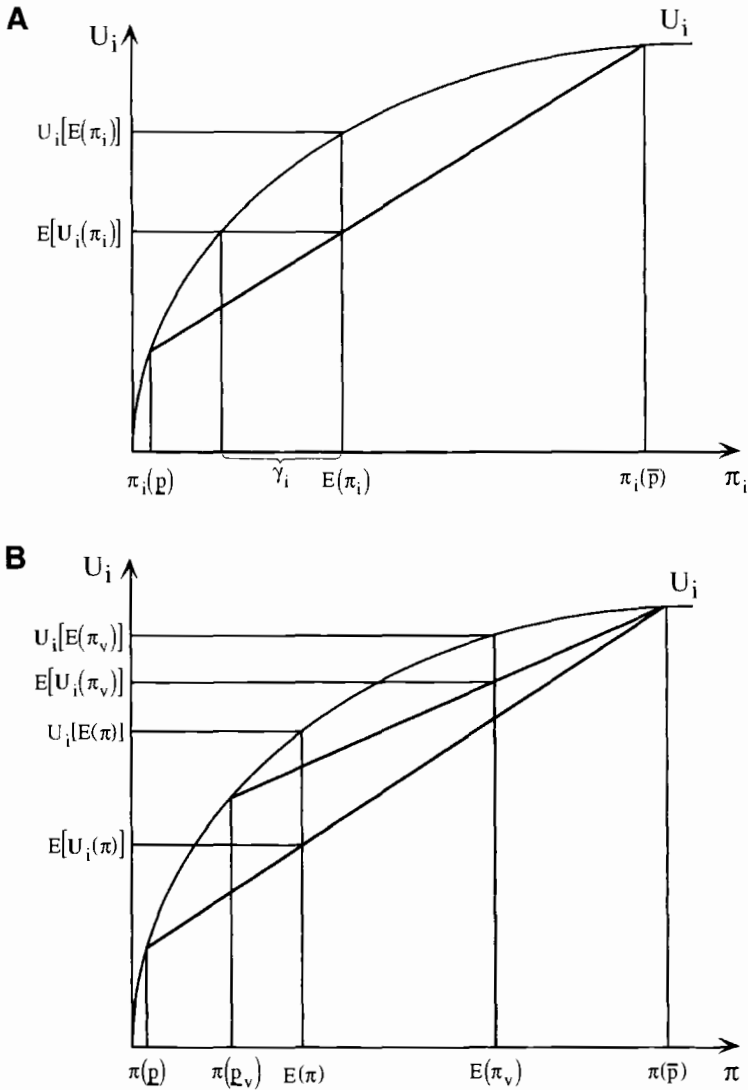 A
U_i
U_i
U_i[E(π_i)]
E[U_i(π_i)]
π_i(p̲)
γ_i
E(π_i)
π_i(p̅)
π_i
B
U_i
U_i
U_i[E(π_v)]
E[U_i(π_v)]
U_i[E(π)]
E[U_i(π)]
π(p̲)
π(p̲_v)
E(π)
E(π_v)
π(p̅)
π